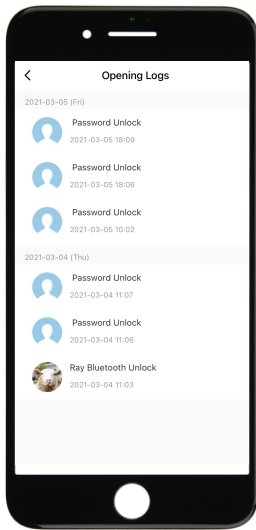 Opening Logs
2021-03-05 (Fri)
Password Unlock
2021-03-05 18:09
Password Unlock
2021-03-05 18:06
Password Unlock
2021-03-05 10:02
2021-03-04 (Thu)
Password Unlock
2021-03-04 11:07
Password Unlock
2021-03-04 11:06
Ray Bluetooth Unlock
2021-03-04 11:03